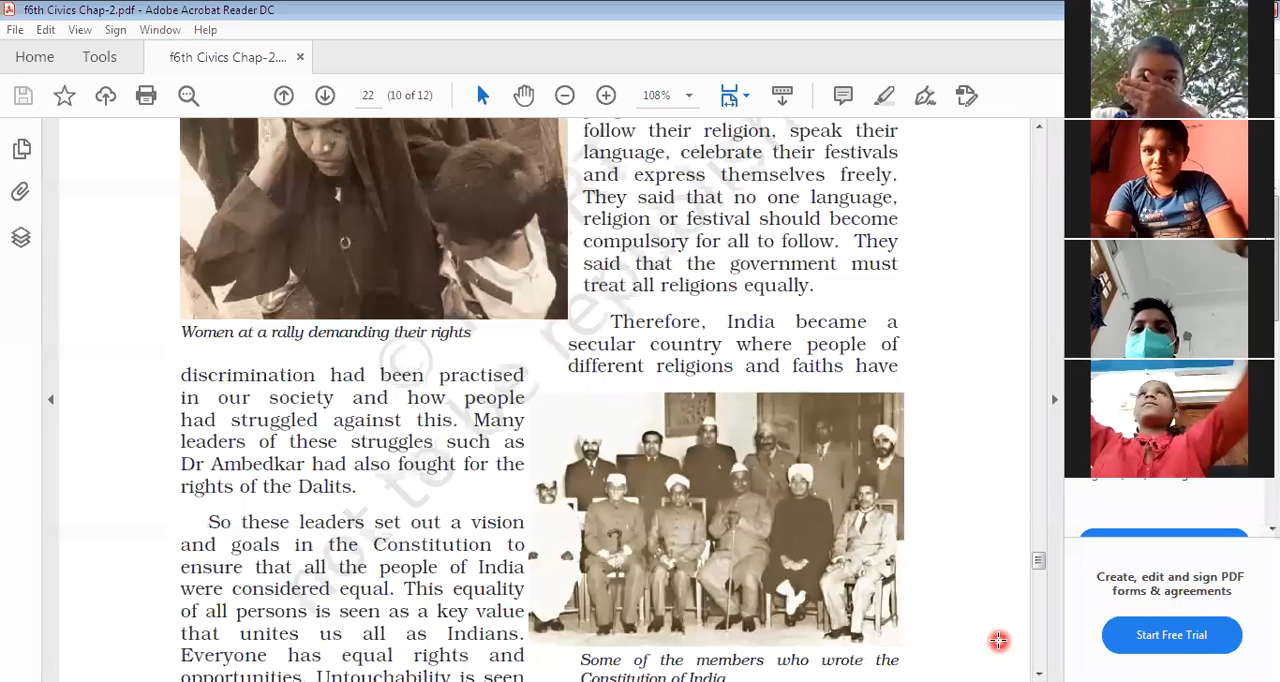 f6th Civics Chap-2.pdf - Adobe Acrobat Reader DC
File Edit View Sign Window Help
Home Tools f6th Civics Chap-2.... ×
22 (10 of 12) 108%
follow their religion, speak their
language, celebrate their festivals
and express themselves freely.
They said that no one language,
religion or festival should become
compulsory for all to follow. They
said that the government must
treat all religions equally.
Women at a rally demanding their rights
Therefore, India became a
secular country where people of
different religions and faiths have
discrimination had been practised
in our society and how people
had struggled against this. Many
leaders of these struggles such as
Dr Ambedkar had also fought for the
rights of the Dalits.
So these leaders set out a vision
and goals in the Constitution to
ensure that all the people of India
were considered equal. This equality
of all persons is seen as a key value
that unites us all as Indians.
Everyone has equal rights and
opportunities. Untouchability is seen
Some of the members who wrote the
Constitution of India
not to be republish
Create, edit and sign PDF
forms & agreements
Start Free Trial